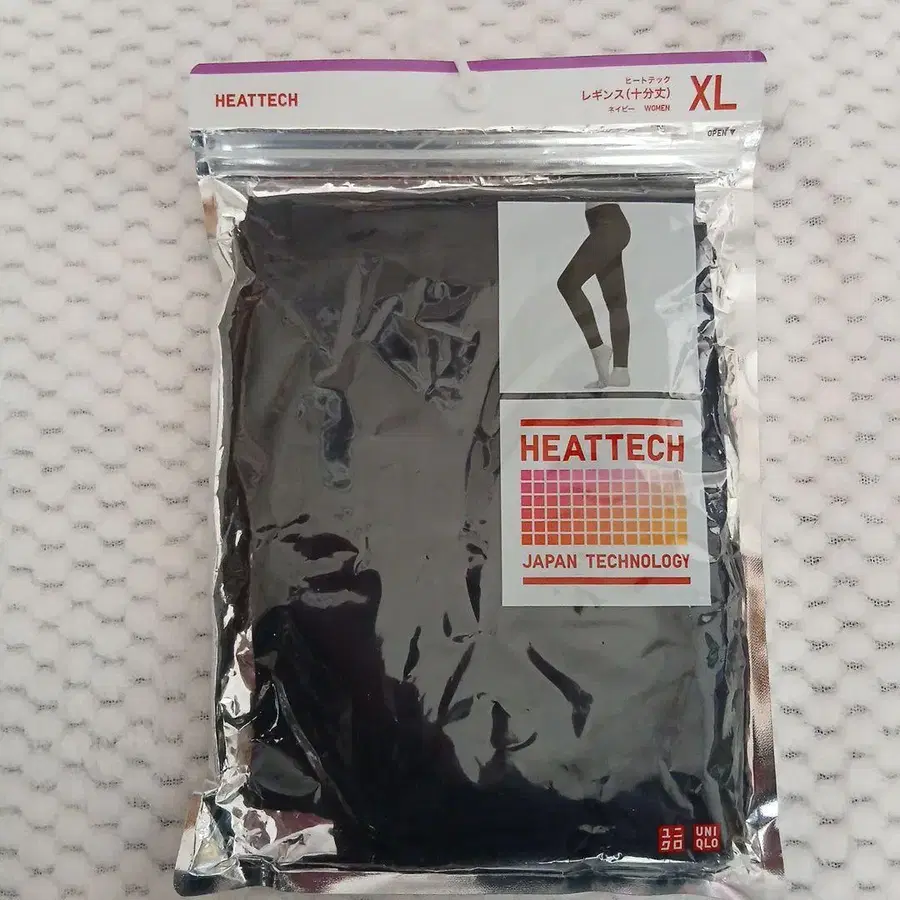 HEATTECH
ヒートテック
レギンス(十分丈)
ネイビー WOMEN
XL
OPEN▼
HEATTECH
JAPAN TECHNOLOGY
ユニ
クロ
UNI
QLO